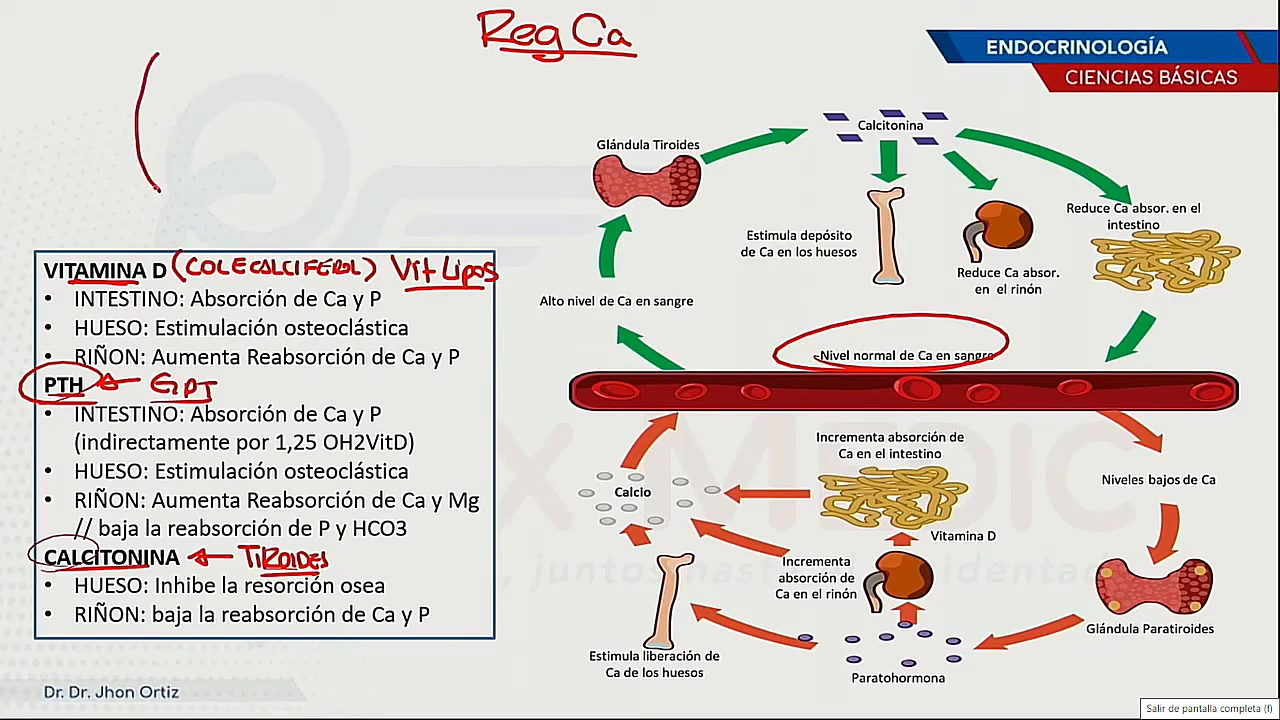 Reg Ca
ENDOCRINOLOGÍA
CIENCIAS BÁSICAS
VITAMINA D (COLECALCIFEROL) Vit Lipos
• INTESTINO: Absorción de Ca y P
• HUESO: Estimulación osteoclástica
• RIÑON: Aumenta Reabsorción de Ca y P
PTH ← GPT
• INTESTINO: Absorción de Ca y P
(indirectamente por 1,25 OH2VitD)
• HUESO: Estimulación osteoclástica
• RIÑON: Aumenta Reabsorción de Ca y Mg
// baja la reabsorción de P y HCO3
CALCITONINA ← TIROIDES
• HUESO: Inhibe la resorción osea
• RIÑON: baja la reabsorción de Ca y P
Dr. Dr. Jhon Ortiz
Glándula Tiroides
Calcitonina
Estimula depósito
de Ca en los huesos
Reduce Ca absor.
en el rinón
Reduce Ca absor. en el
intestino
Alto nivel de Ca en sangre
Nivel normal de Ca en sangre
Calcio
Incrementa absorción de
Ca en el intestino
Niveles bajos de Ca
Vitamina D
Incrementa
absorción de
Ca en el rinón
Glándula Paratiroides
Estimula liberación de
Ca de los huesos
Paratohormona
Salir de pantalla completa (f)